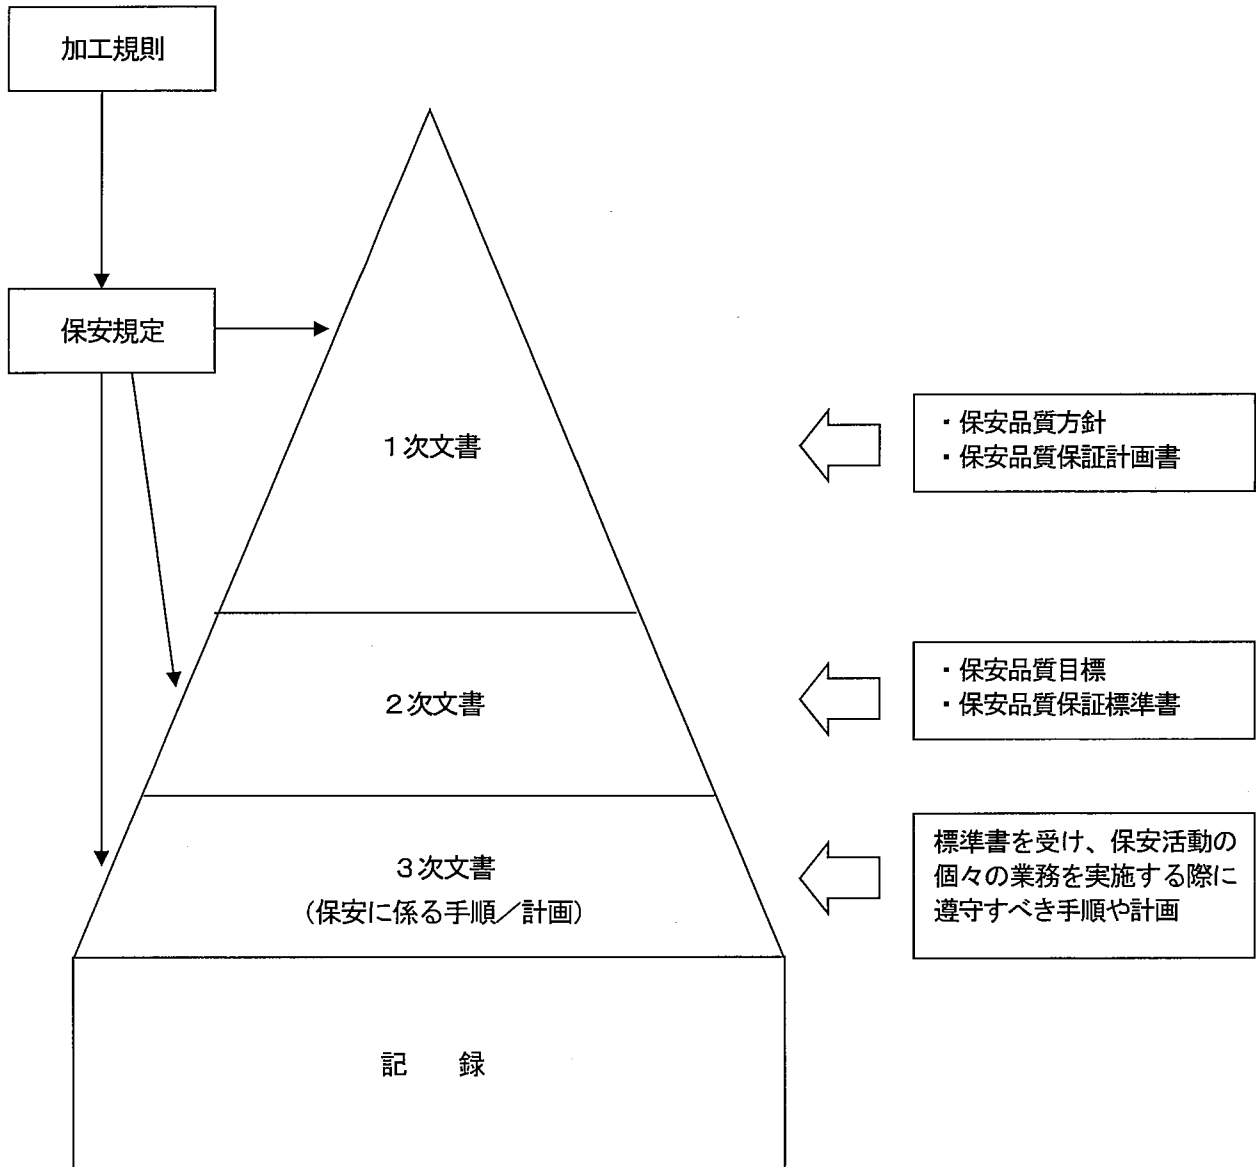 加工規則
保安規定
１次文書
・保安品質方針
・保安品質保証計画書
２次文書
・保安品質目標
・保安品質保証標準書
３次文書
（保安に係る手順／計画）
標準書を受け、保安活動の
個々の業務を実施する際に
遵守すべき手順や計画
記　録